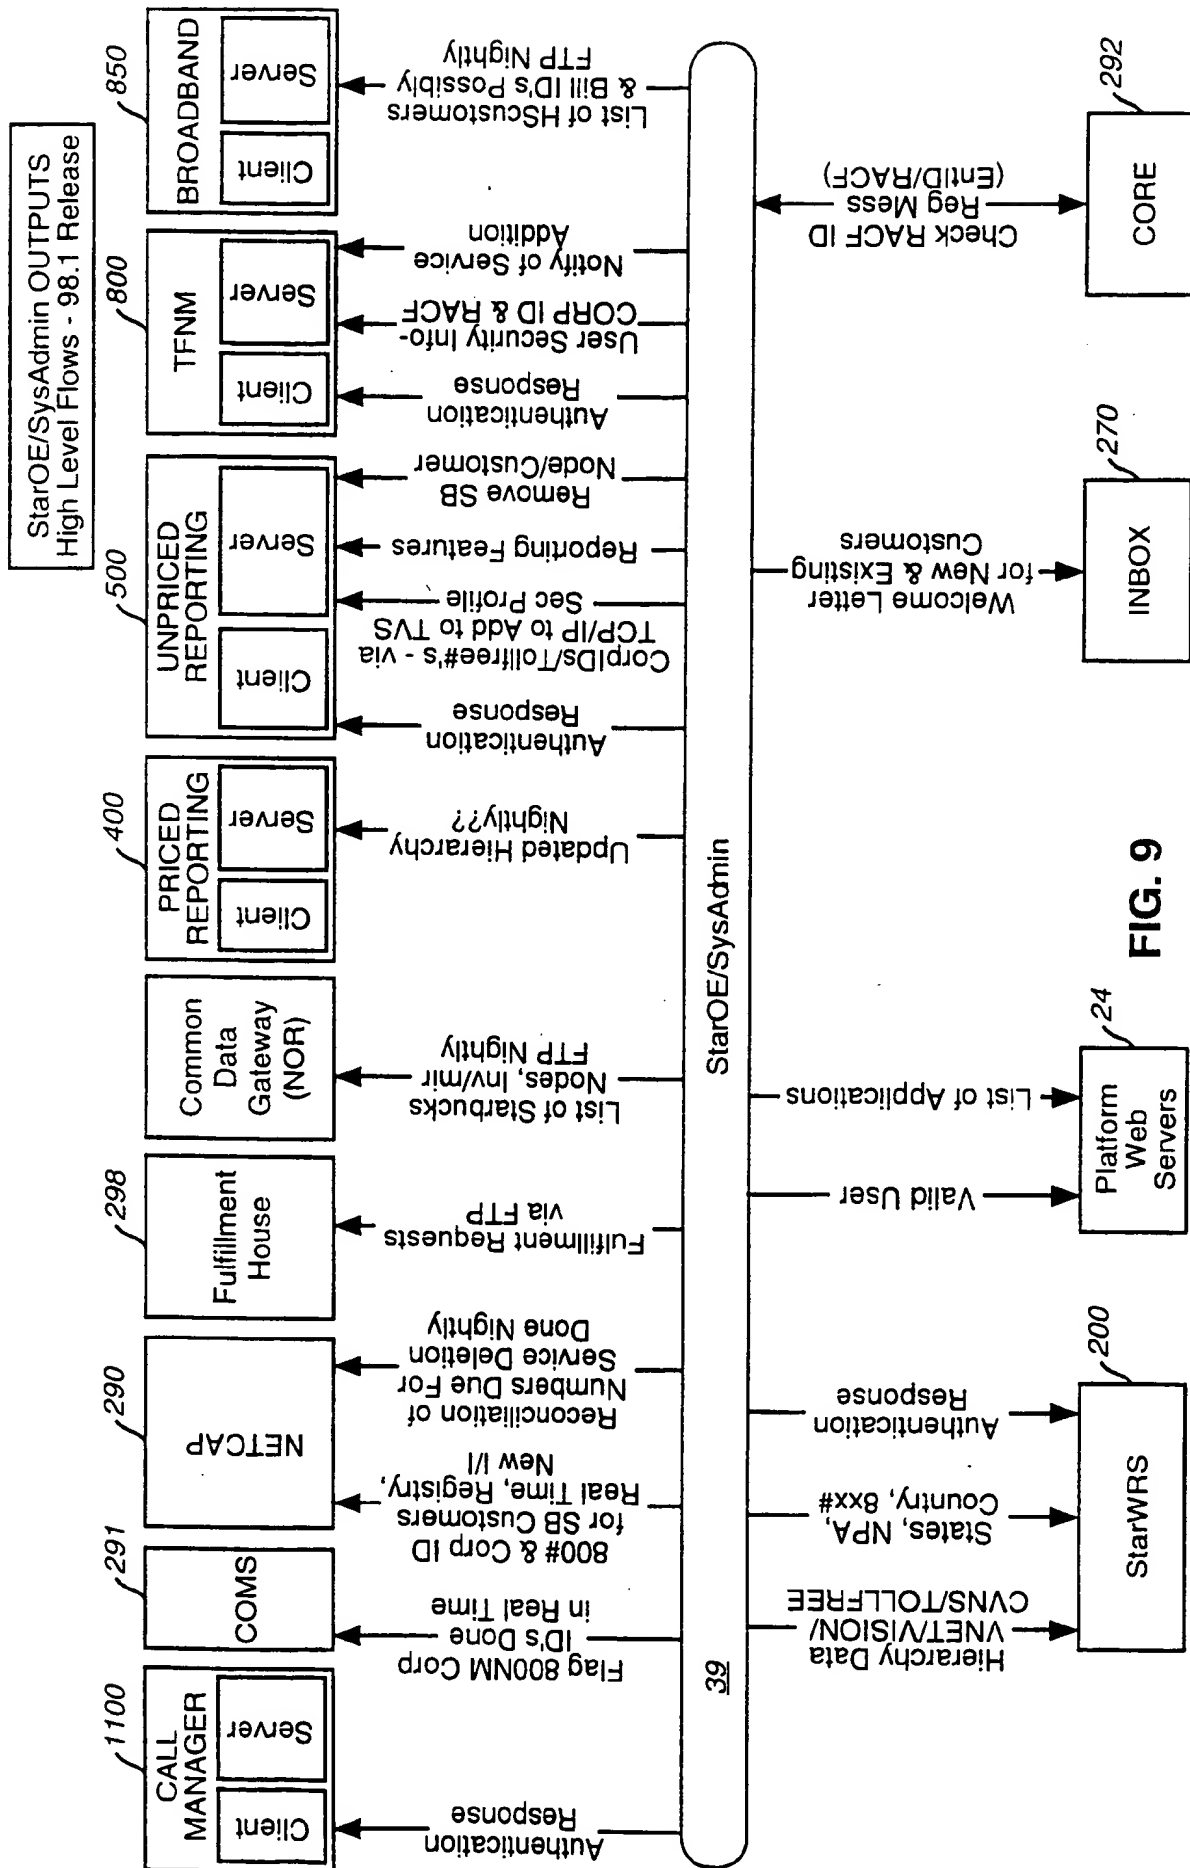 StarOE/SysAdmin OUTPUTS
High Level Flows - 98.1 Release
1100
CALL
MANAGER
Client
Server
291
COMS
290
NETCAP
298
Fulfillment
House
Common
Data
Gateway
(NOR)
400
PRICED
REPORTING
Client
Server
500
UNPRICED
REPORTING
Client
Server
800
TFNM
Client
Server
850
BROADBAND
Client
Server
Authentication
Response
Flag 800NM Corp
ID's Done
in Real Time
800# & Corp ID
for SB Customers
Real Time, Registry,
New I/I
Reconciliation of
Numbers Due For
Service Deletion
Done Nightly
Fulfillment Requests
via FTP
List of Starbucks
Nodes, Inv/mir
FTP Nightly
Updated Hierarchy
Nightly??
Authentication
Response
CorpIDs/Tollfree#'s - via
TCP/IP to Add to TVS
Sec Profile
Reporting Features
Remove SB
Node/Customer
Authentication
Response
User Security Info-
CORP ID & RACF
Notify of Service
Addition
List of HScustomers
& Bill ID's Possibly
FTP Nightly
39
StarOE/SysAdmin
Hierarchy Data
VNET/VISION/
CVNS/TOLLFREE
States, NPA,
Country, 8xx#
Authentication
Response
Valid User
List of Applications
Welcome Letter
for New & Existing
Customers
Check RACF ID
Reg Mess
(EntID/RACF)
200
StarWRS
24
Platform
Web
Servers
270
INBOX
292
CORE
FIG. 9